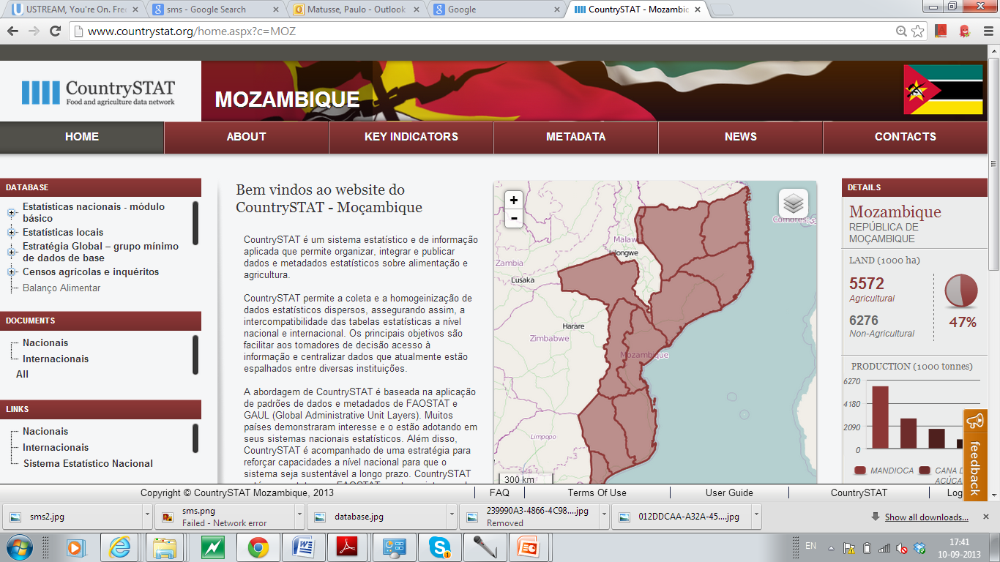 USTREAM, You're On. Free
sms - Google Search
Matusse, Paulo - Outlook
Google
CountrySTAT - Mozambic
www.countrystat.org/home.aspx?c=MOZ
CountrySTAT
Food and agriculture data network
MOZAMBIQUE
HOME
ABOUT
KEY INDICATORS
METADATA
NEWS
CONTACTS
DATABASE
Estatísticas nacionais - módulo
básico
Estatísticas locais
Estratégia Global – grupo mínimo
de dados de base
Censos agrícolas e inquéritos
Balanço Alimentar
DOCUMENTS
Nacionais
Internacionais
All
LINKS
Nacionais
Internacionais
Sistema Estatístico Nacional
Bem vindos ao website do
CountrySTAT - Moçambique
CountrySTAT é um sistema estatístico e de informação
aplicada que permite organizar, integrar e publicar
dados e metadados estatísticos sobre alimentação e
agricultura.
CountrySTAT permite a coleta e a homogeinização de
dados estatísticos dispersos, assegurando assim, a
intercompatibilidade das tabelas estatísticas a nível
nacional e internacional. Os principais objetivos são
facilitar aos tomadores de decisão acesso à
informação e centralizar dados que atualmente estão
espalhados entre diversas instituições.
A abordagem de CountrySTAT é baseada na aplicação
de padrões de dados e metadados de FAOSTAT e
GAUL (Global Administrative Unit Layers). Muitos
países demonstraram interesse e o estão adotando em
seus sistemas nacionais estatísticos. Além disso,
CountrySTAT é acompanhado de uma estratégia para
reforçar capacidades a nível nacional para que o
sistema seja sustentável a longo prazo. CountrySTAT
+
-
Comores
Malaw
Lilongwe
Zambia
Lusaka
Harare
Zimbabwe
Mozambique
Limpopo
300 km
DETAILS
Mozambique
REPÚBLICA DE
MOÇAMBIQUE
LAND (1000 ha)
5572
Agricultural
6276
Non-Agricultural
47%
PRODUCTION (1000 tonnes)
6270
4180
2090
0
MANDIOCA
CANA D
AÇÚCA
feedback
Copyright © CountrySTAT Mozambique, 2013
FAQ
Terms Of Use
User Guide
CountrySTAT
Log
sms2.jpg
sms.png
Failed - Network error
database.jpg
239990A3-4866-4C98....jpg
Removed
012DDCAA-A32A-45....jpg
Show all downloads...
EN
17:41
10-09-2013